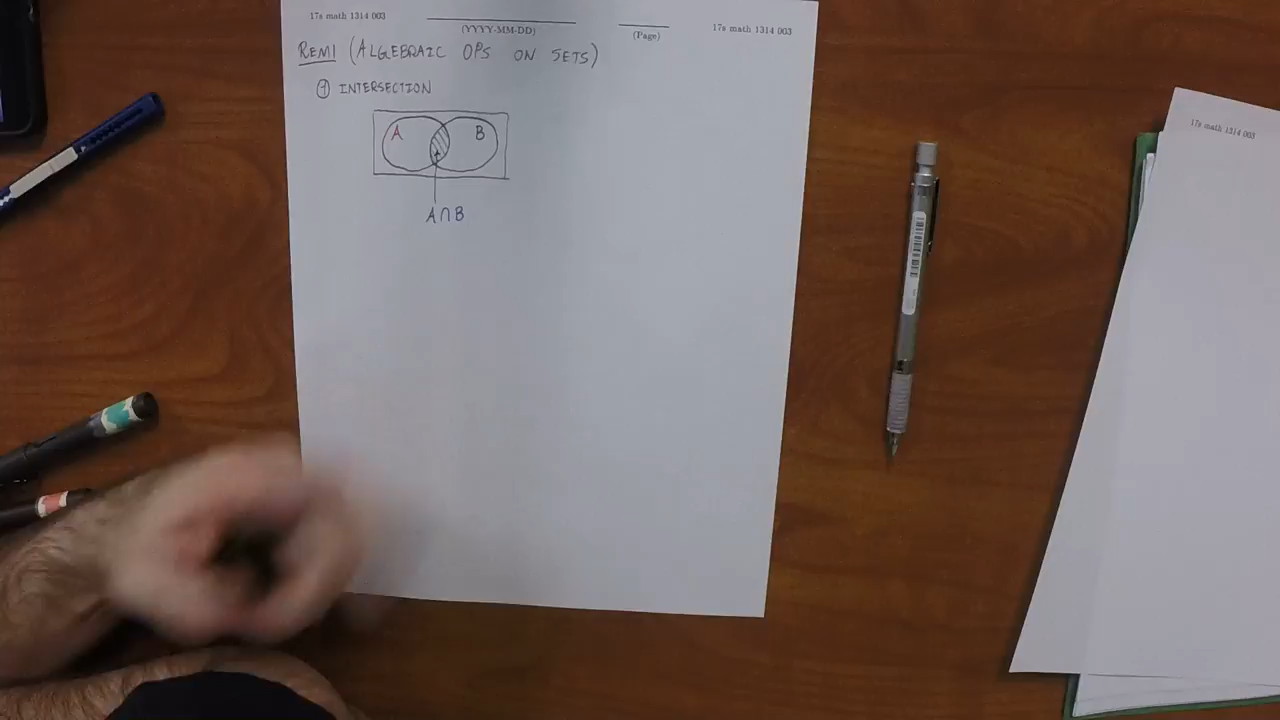 17s math 1314 003
(YYYY-MM-DD)
(Page)
17s math 1314 003
REM1 (ALGEBRAIC OPS ON SETS)
① INTERSECTION
A B
A∩B
17s math 1314 003